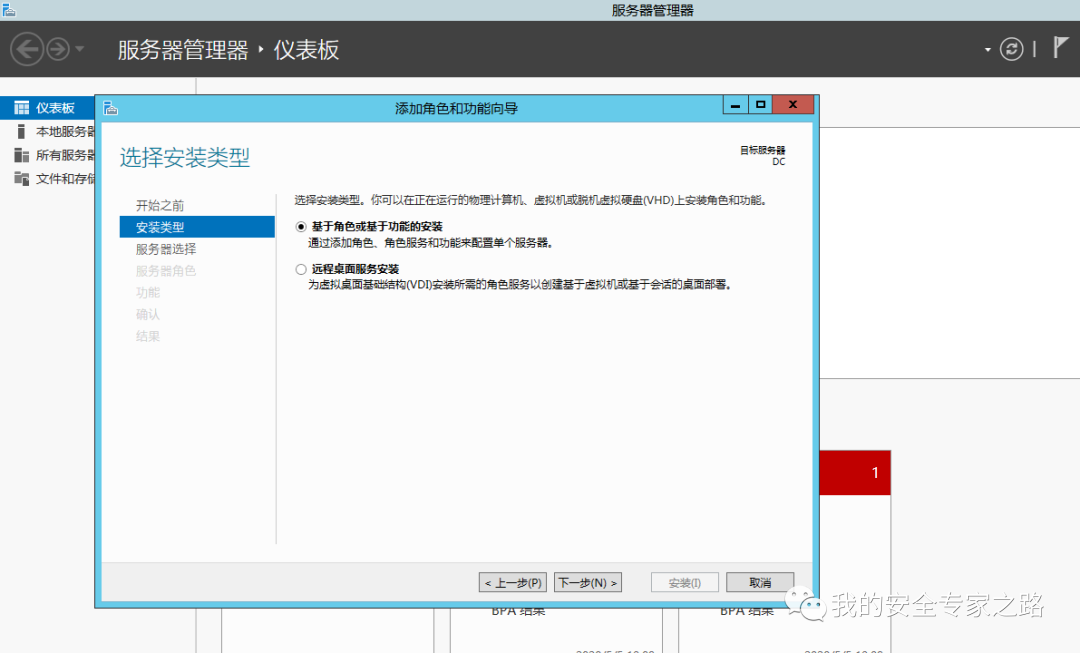 服务器管理器
服务器管理器 ‣ 仪表板
仪表板
本地服务器
所有服务器
文件和存储
添加角色和功能向导
选择安装类型
目标服务器
DC
开始之前
安装类型
服务器选择
服务器角色
功能
确认
结果
选择安装类型。你可以在正在运行的物理计算机、虚拟机或脱机虚拟硬盘(VHD)上安装角色和功能。
基于角色或基于功能的安装
通过添加角色、角色服务和功能来配置单个服务器。
远程桌面服务安装
为虚拟桌面基础结构(VDI)安装所需的角色服务以创建基于虚拟机或基于会话的桌面部署。
1
< 上一步(P)
下一步(N) >
安装(I)
取消
BPA 结果
BPA 结果
我的安全专家之路